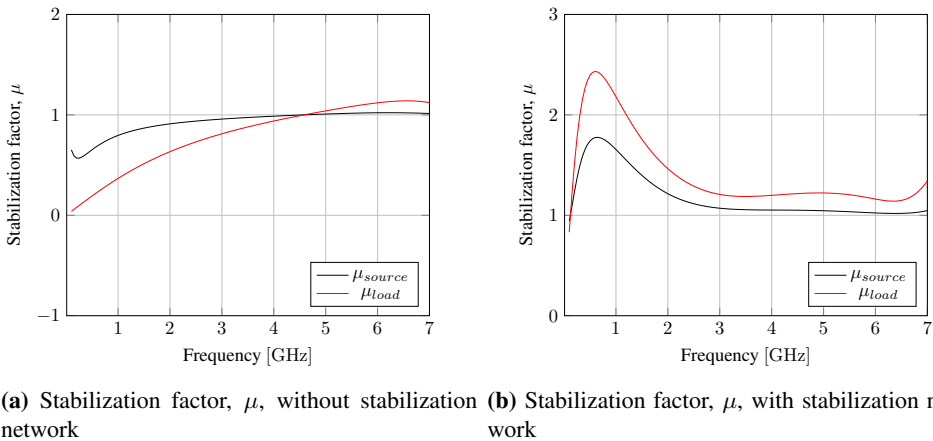 2
1
0
−1
1 2 3 4 5 6 7
Stabilization factor, μ
Frequency [GHz]
μsource
μload
3
2
1
0
1 2 3 4 5 6 7
Stabilization factor, μ
Frequency [GHz]
μsource
μload
(a) Stabilization factor, μ, without stabilization
network
(b) Stabilization factor, μ, with stabilization n
work